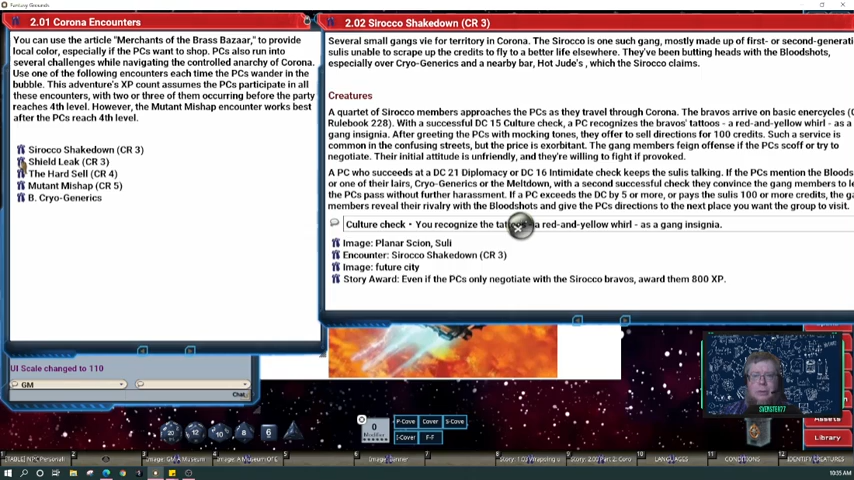 Fantasy Grounds
2.01 Corona Encounters
You can use the article "Merchants of the Brass Bazaar," to provide
local color, especially if the PCs want to shop. PCs also run into
several challenges while navigating the controlled anarchy of Corona.
Use one of the following encounters each time the PCs wander in the
bubble. This adventure's XP count assumes the PCs participate in all
these encounters, with two or three of them occurring before the party
reaches 4th level. However, the Mutant Mishap encounter works best
after the PCs reach 4th level.
Sirocco Shakedown (CR 3)
Shield Leak (CR 3)
The Hard Sell (CR 4)
Mutant Mishap (CR 5)
B. Cryo-Generics
2.02 Sirocco Shakedown (CR 3)
Several small gangs vie for territory in Corona. The Sirocco is one such gang, mostly made up of first- or second-generati
sulis unable to scrape up the credits to fly to a better life elsewhere. They've been butting heads with the Bloodshots,
especially over Cryo-Generics and a nearby bar, Hot Jude's , which the Sirocco claims.
Creatures
A quartet of Sirocco members approaches the PCs as they travel through Corona. The bravos arrive on basic enercycles (C
Rulebook 228). With a successful DC 15 Culture check, a PC recognizes the bravos' tattoos - a red-and-yellow whirl - as a
gang insignia. After greeting the PCs with mocking tones, they offer to sell directions for 100 credits. Such a service is
common in the confusing streets, but the price is exorbitant. The gang members feign offense if the PCs scoff or try to
negotiate. Their initial attitude is unfriendly, and they're willing to fight if provoked.
A PC who succeeds at a DC 21 Diplomacy or DC 16 Intimidate check keeps the sulis talking. If the PCs mention the Bloods
or one of their lairs, Cryo-Generics or the Meltdown, with a second successful check they convince the gang members to le
the PCs pass without further harassment. If a PC exceeds the DC by 5 or more, or pays the sulis 100 or more credits, the ga
members reveal their rivalry with the Bloodshots and give the PCs directions to the next place you want the group to visit.
Culture check • You recognize the tattoos - a red-and-yellow whirl - as a gang insignia.
Image: Planar Scion, Suli
Encounter: Sirocco Shakedown (CR 3)
Image: future city
Story Award: Even if the PCs only negotiate with the Sirocco bravos, award them 800 XP.
UI Scale changed to 110
GM
Chat
20
12
10
8
6
0
Modifier
P-Cove
Cover
S-Cove
I-Cover
F-F
SVENSTER77
Assets
Library
LANGUAGES
CONDITIONS
10:35 AM